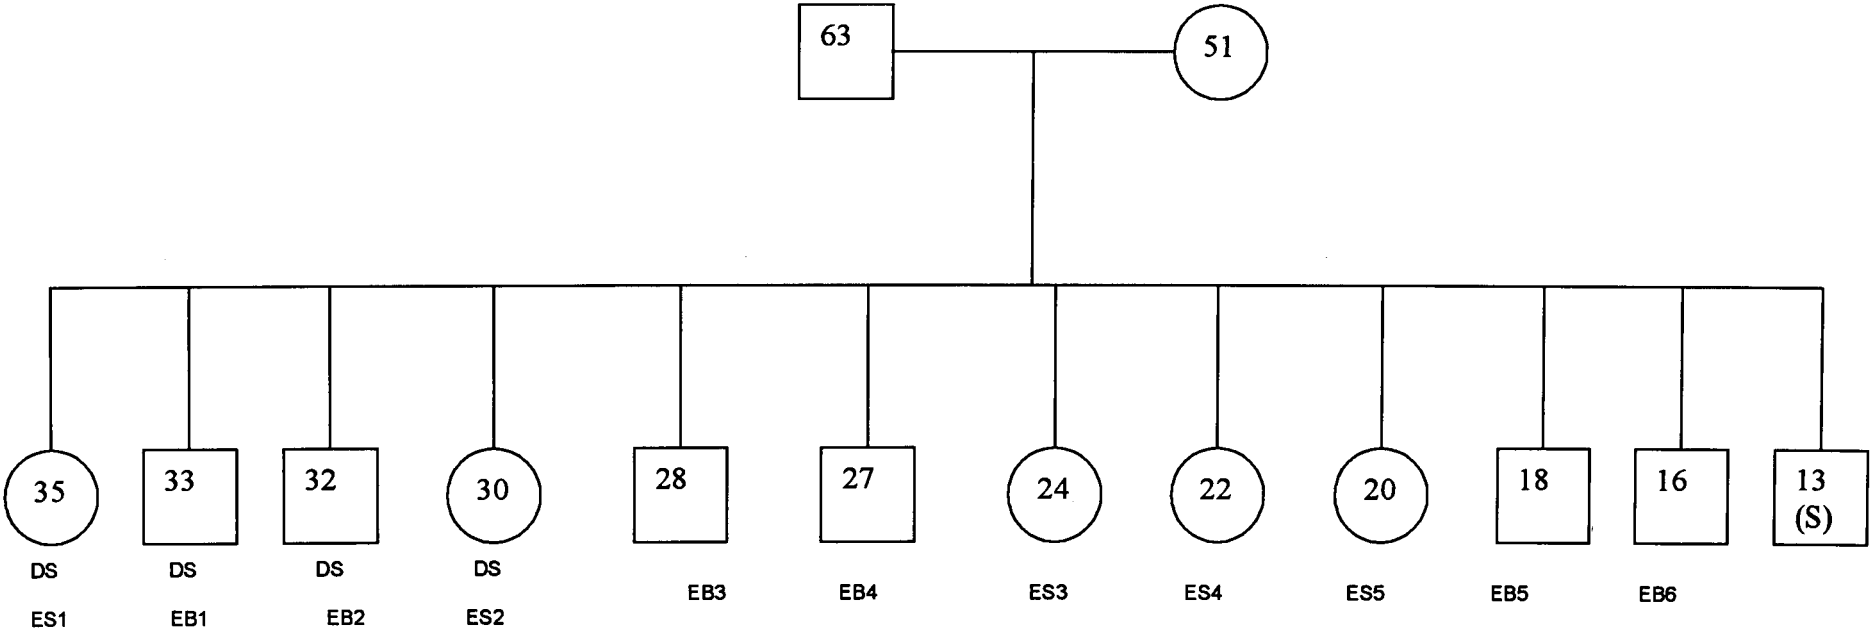 63 51
35 33 32 30 28 27 24 22 20 18 16 13
(S)
DS DS DS DS
EB3 EB4 ES3 ES4 ES5 EB5 EB6
ES1 EB1 EB2 ES2